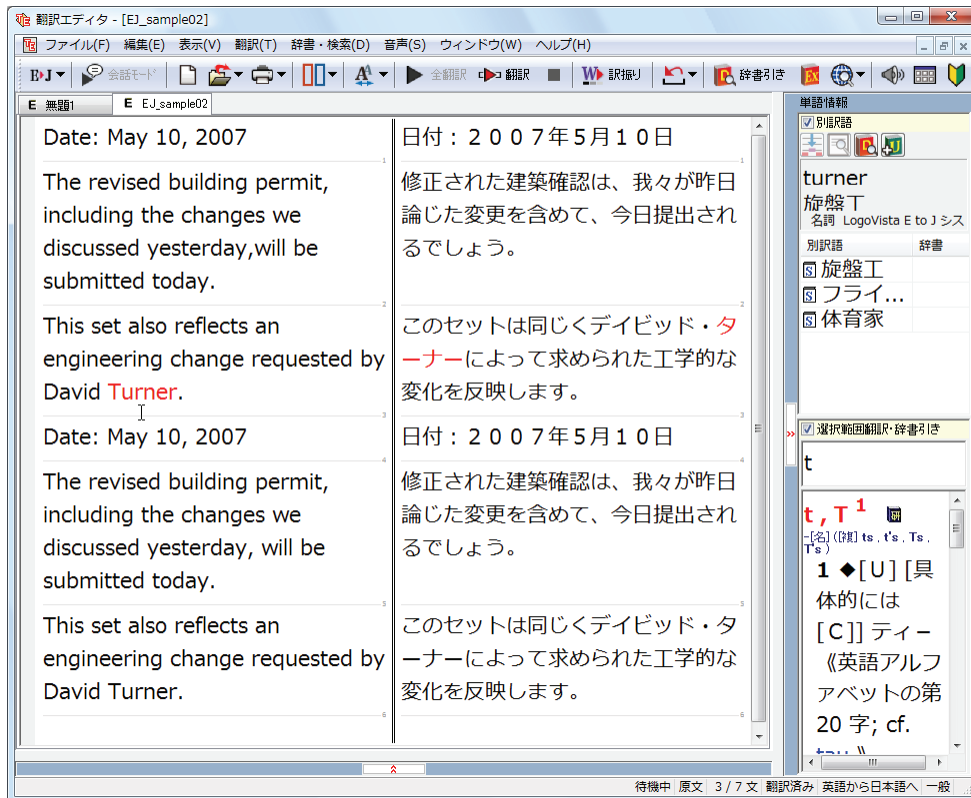 翻訳エディタ - [EJ_sample02]
ファイル(F) 編集(E) 表示(V) 翻訳(T) 辞書・検索(D) 音声(S) ウィンドウ(W) ヘルプ(H)
E›J 会話モード 全翻訳 翻訳 W 訳振り 辞書引き Ex
E 無題1 E EJ_sample02
Date: May 10, 2007
日付：２００７年５月１０日
1 1
The revised building permit,
including the changes we
discussed yesterday,will be
submitted today.
修正された建築確認は、我々が昨日
論じた変更を含めて、今日提出され
るでしょう。
2 2
This set also reflects an
engineering change requested by
David Turner.
このセットは同じくデイビッド・タ
ーナーによって求められた工学的な
変化を反映します。
3 3
Date: May 10, 2007
日付：２００７年５月１０日
4 4
The revised building permit,
including the changes we
discussed yesterday, will be
submitted today.
修正された建築確認は、我々が昨日
論じた変更を含めて、今日提出され
るでしょう。
5 5
This set also reflects an
engineering change requested by
David Turner.
このセットは同じくデイビッド・タ
ーナーによって求められた工学的な
変化を反映します。
6 6
単語情報
別訳語
turner
旋盤工
名詞 LogoVista E to J シス
別訳語 辞書
S 旋盤工
S フライ...
S 体育家
選択範囲翻訳・辞書引き
t
t , T 1 研
-[名] ([複] ts , t's , Ts ,
T's )
1 ◆[U] [具
体的には
[C]] ティー
《英語アルフ
ァベットの第
20 字; cf.
tau 》
待機中 原文 3 / 7 文 翻訳済み 英語から日本語へ 一般